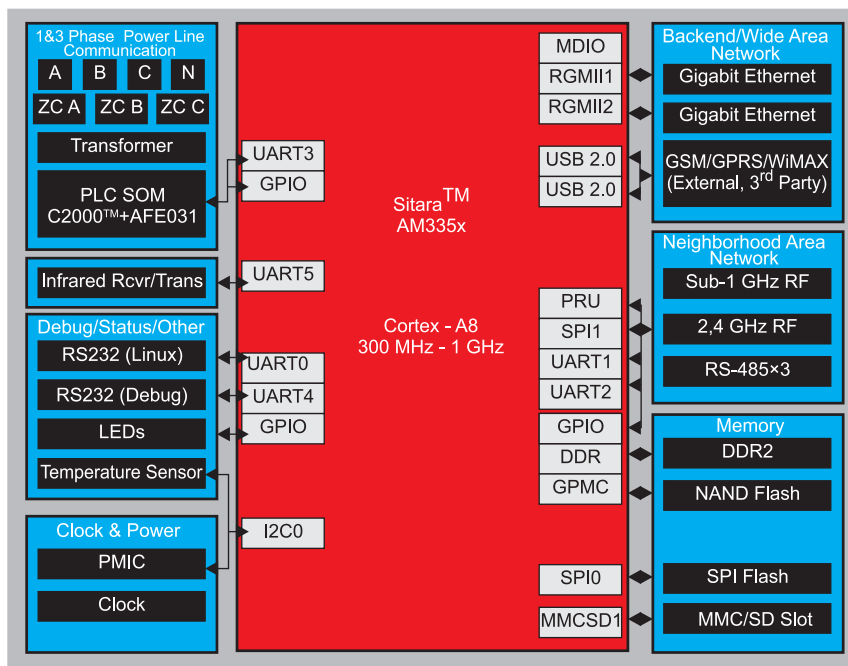 1&3 Phase Power Line
Communication
A
B
C
N
ZC A
ZC B
ZC C
Transformer
PLC SOM
C2000™+AFE031
Infrared Rcvr/Trans
Debug/Status/Other
RS232 (Linux)
RS232 (Debug)
LEDs
Temperature Sensor
Clock & Power
PMIC
Clock
UART3
GPIO
UART5
UART0
UART4
GPIO
I2C0
Sitara™
AM335x
Cortex - A8
300 MHz - 1 GHz
MDIO
RGMII1
RGMII2
USB 2.0
USB 2.0
PRU
SPI1
UART1
UART2
GPIO
DDR
GPMC
SPI0
MMCSD1
Backend/Wide Area
Network
Gigabit Ethernet
Gigabit Ethernet
GSM/GPRS/WiMAX
(External, 3rd Party)
Neighborhood Area
Network
Sub-1 GHz RF
2,4 GHz RF
RS-485×3
Memory
DDR2
NAND Flash
SPI Flash
MMC/SD Slot